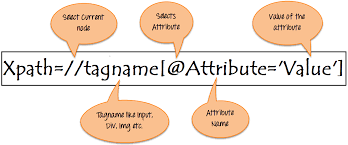 Select Current
node
Selects
Attribute
Value of the
attribute
Xpath=//tagname[@Attribute='Value']
Tagname like Input,
Div, Img etc.
Attribute
Name